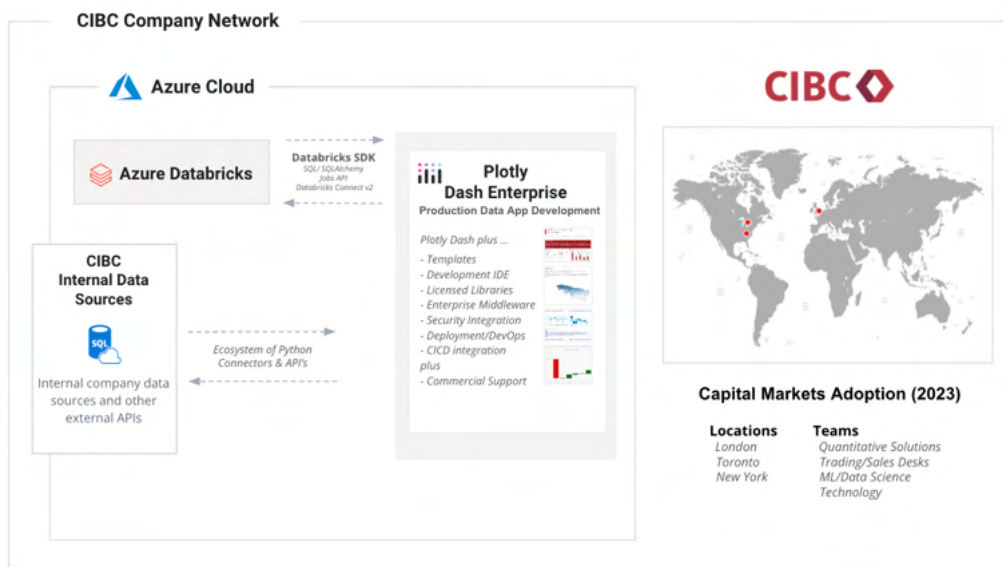 CIBC Company Network
Azure Cloud
Azure Databricks
Databricks SDK
SQL/ SQLAlchemy
Jobs API
Databricks Connect v2
Plotly
Dash Enterprise
Production Data App Development
Plotly Dash plus ...
- Templates
- Development IDE
- Licensed Libraries
- Enterprise Middleware
- Security Integration
- Deployment/DevOps
- CICD integration
plus
- Commercial Support
CIBC
Internal Data
Sources
SQL
Internal company data
sources and other
external APIs
Ecosystem of Python
Connectors & API's
CIBC
Capital Markets Adoption (2023)
Locations
London
Toronto
New York
Teams
Quantitative Solutions
Trading/Sales Desks
ML/Data Science
Technology